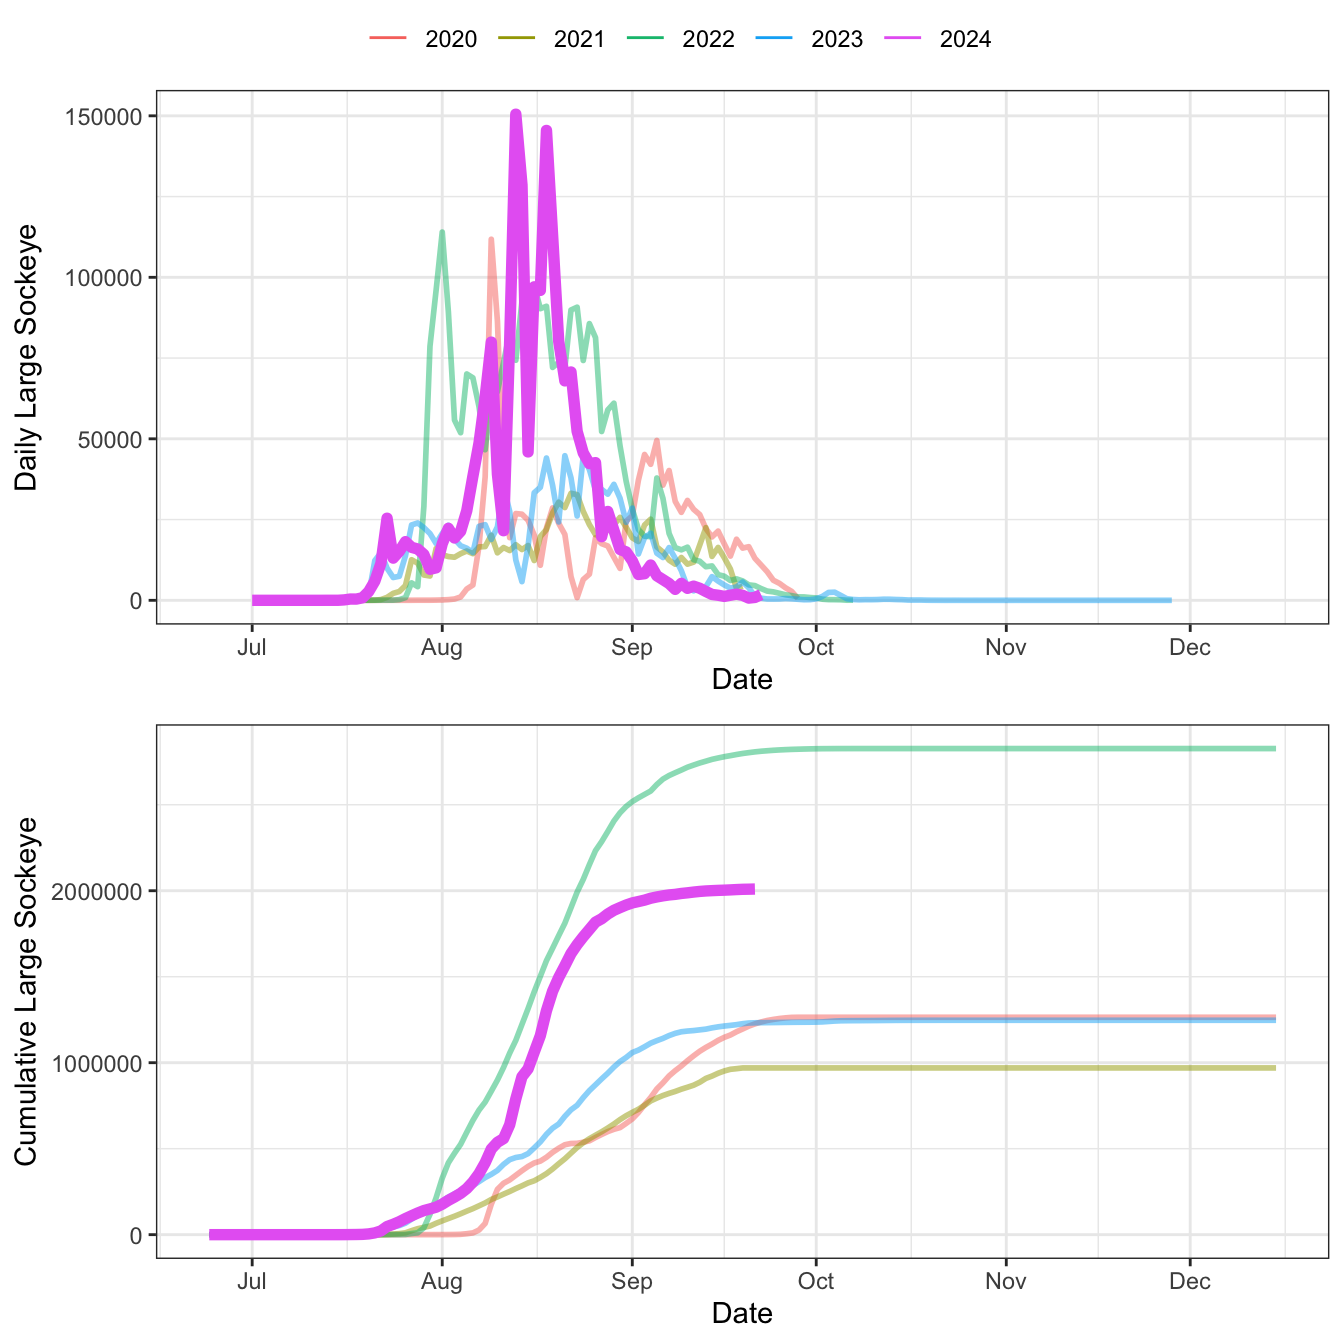 2020 2021 2022 2023 2024
Daily Large Sockeye
150000
100000
50000
0
Jul Aug Sep Oct Nov Dec
Date
Cumulative Large Sockeye
2000000
1000000
0
Jul Aug Sep Oct Nov Dec
Date